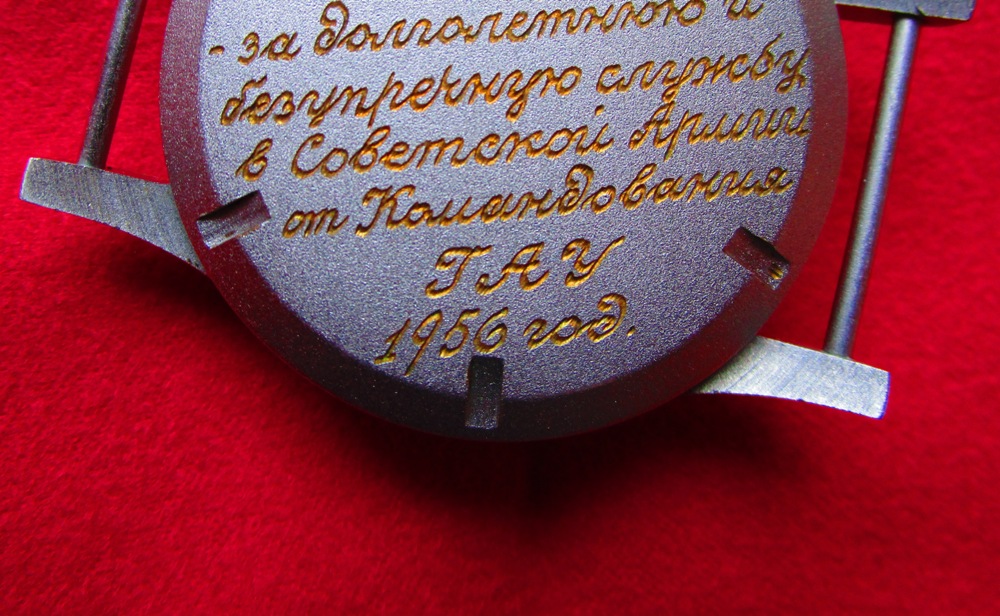 - за долголетнюю и
безупречную службу
в Советской Армии
от Командования
ГАУ
1956 год.